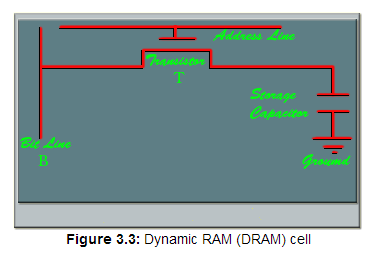 Address Line
Transistor
T
Storage
Capacitor
Bit Line
B
Ground
Figure 3.3: Dynamic RAM (DRAM) cell